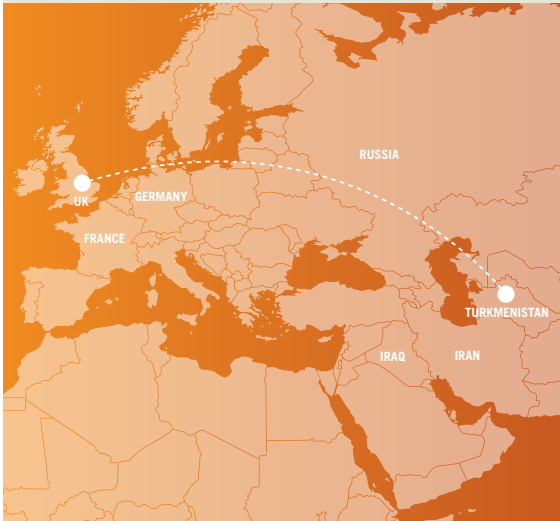 RUSSIA
UK
GERMANY
FRANCE
TURKMENISTAN
IRAQ
IRAN